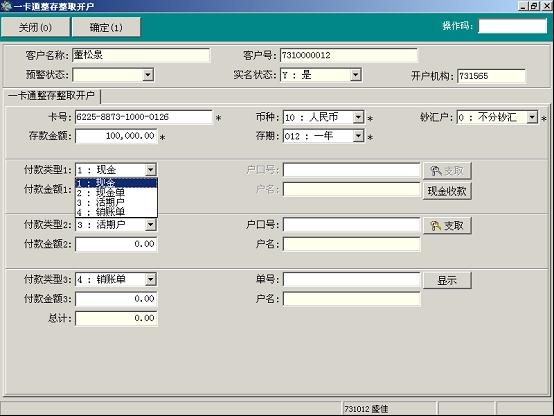 一卡通整存整取开户
关闭(0) 确定(1) 操作码:
客户名称: 董松泉 客户号: 7310000012
预警状态: 实名状态: Y : 是 开户机构: 731565
一卡通整存整取开户
卡号: 6225-8873-1000-0126 * 币种: 10 : 人民币 * 钞汇户: 0 : 不分钞汇 *
存款金额: 100,000.00 * 存期: 012 : 一年 *
付款类型1: 1 : 现金 户口号: 支取
付款金额1: 户名: 现金收款
1 : 现金
2 : 现金单
3 : 活期户
4 : 销账单
付款类型2: 3 : 活期户 户口号: 支取
付款金额2: 0.00 户名:
付款类型3: 4 : 销账单 单号: 显示
付款金额3: 0.00 户名:
总计: 0.00
731012 盛佳